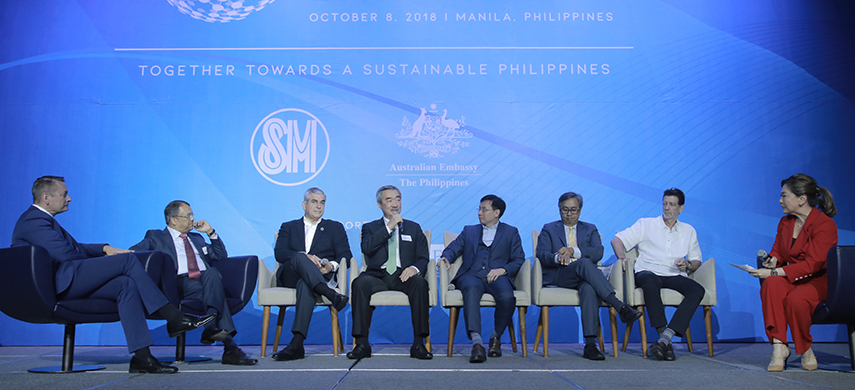 OCTOBER 8, 2018 I MANILA, PHILIPPINES
TOGETHER TOWARDS A SUSTAINABLE PHILIPPINES
SM
Australian Embassy
The Philippines